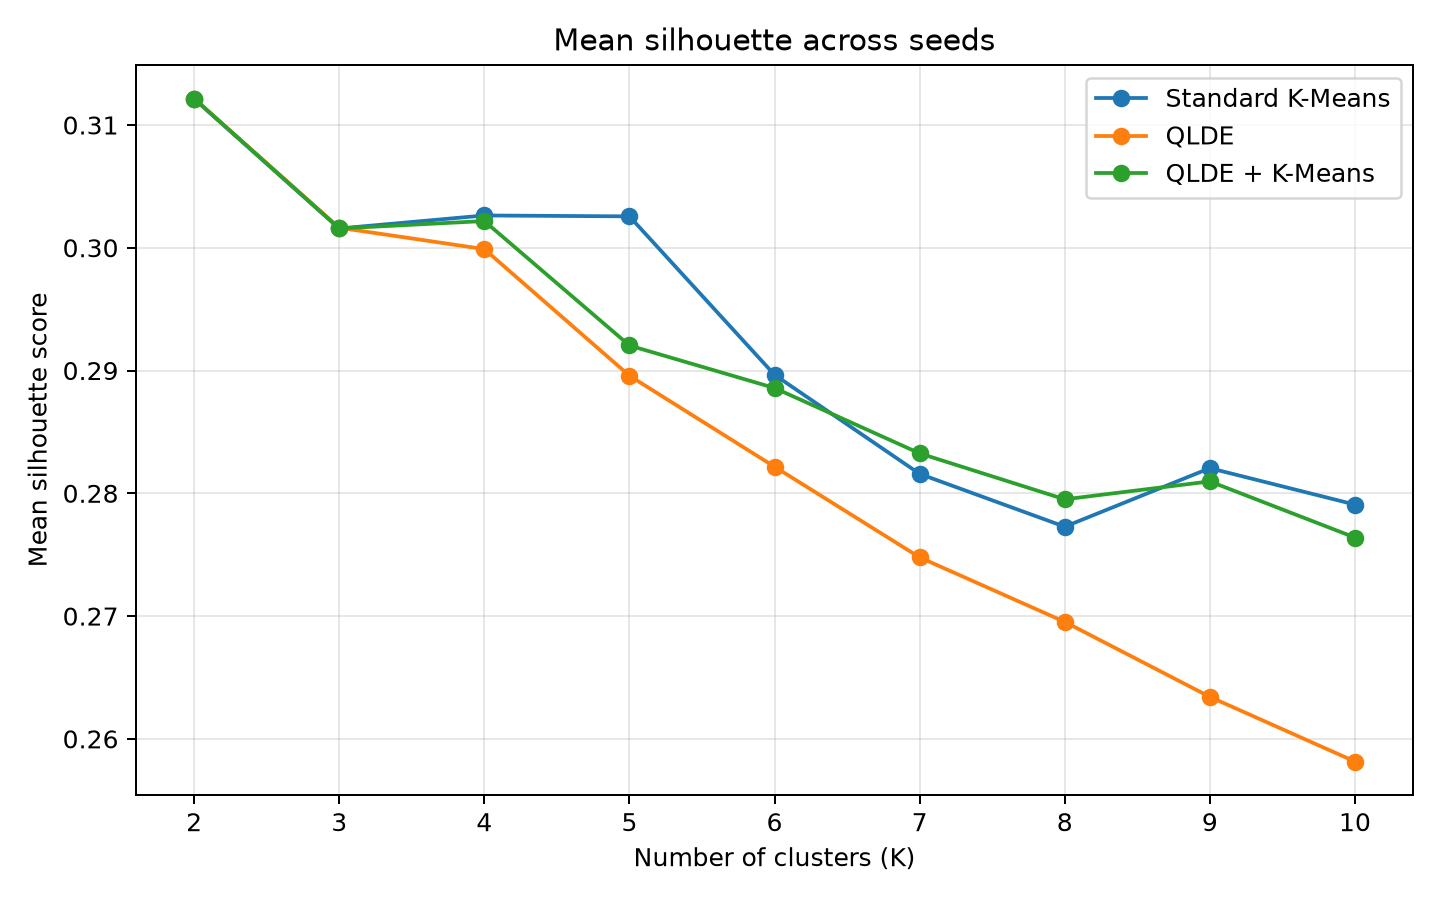 Mean silhouette across seeds
Standard K-Means
QLDE
QLDE + K-Means
Mean silhouette score
0.31
0.30
0.29
0.28
0.27
0.26
2 3 4 5 6 7 8 9 10
Number of clusters (K)